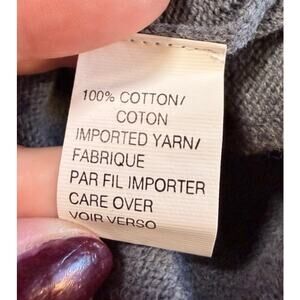 100% COTTON/
COTON
IMPORTED YARN/
FABRIQUE
PAR FIL IMPORTER
CARE OVER
VOIR VERSO